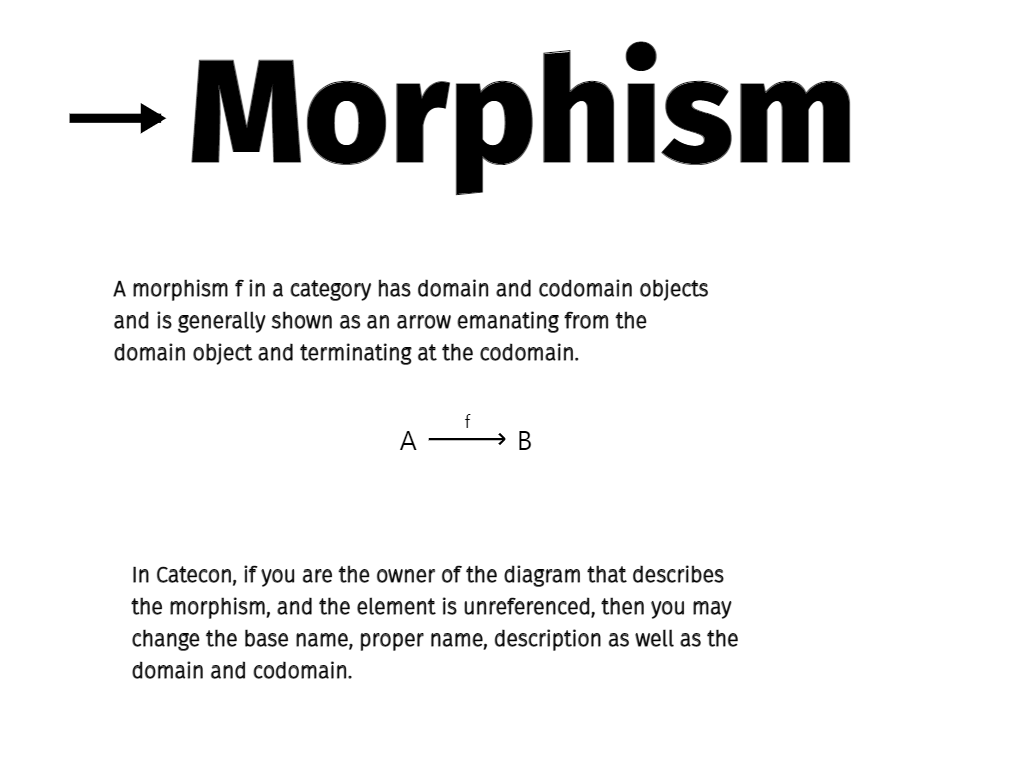 Morphism
A morphism f in a category has domain and codomain objects
and is generally shown as an arrow emanating from the
domain object and terminating at the codomain.
f
A B
In Catecon, if you are the owner of the diagram that describes
the morphism, and the element is unreferenced, then you may
change the base name, proper name, description as well as the
domain and codomain.